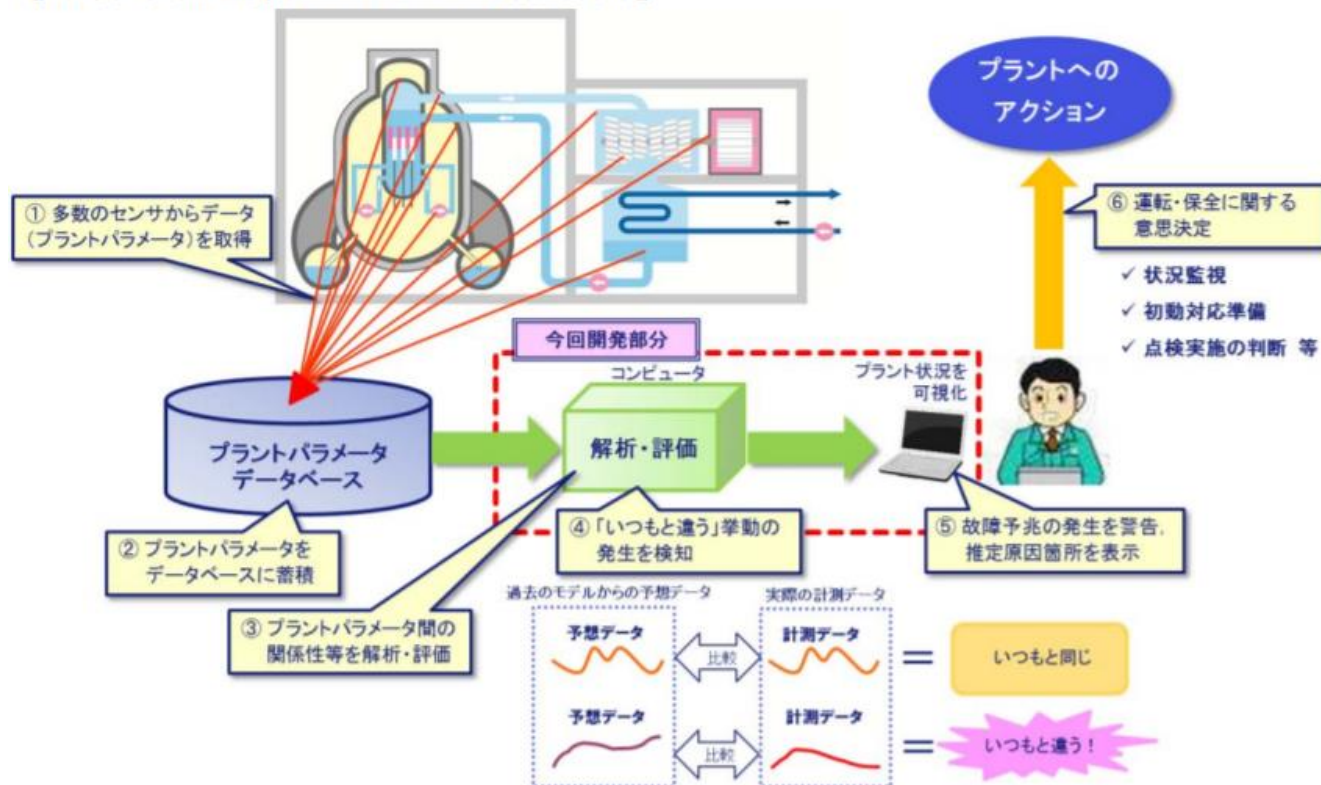 プラントへの
アクション
① 多数のセンサからデータ
(プラントパラメータ)を取得
⑥ 運転・保全に関する
意思決定
✓ 状況監視
✓ 初動対応準備
✓ 点検実施の判断 等
今回開発部分
コンピュータ
プラント状況を
可視化
プラントパラメータ
データベース
解析・評価
② プラントパラメータを
データベースに蓄積
④「いつもと違う」挙動の
発生を検知
⑤ 故障予兆の発生を警告,
推定原因箇所を表示
③ プラントパラメータ間の
関係性等を解析・評価
過去のモデルからの予想データ
実際の計測データ
予想データ
比較
計測データ
=
いつもと同じ
予想データ
比較
計測データ
=
いつもと違う!